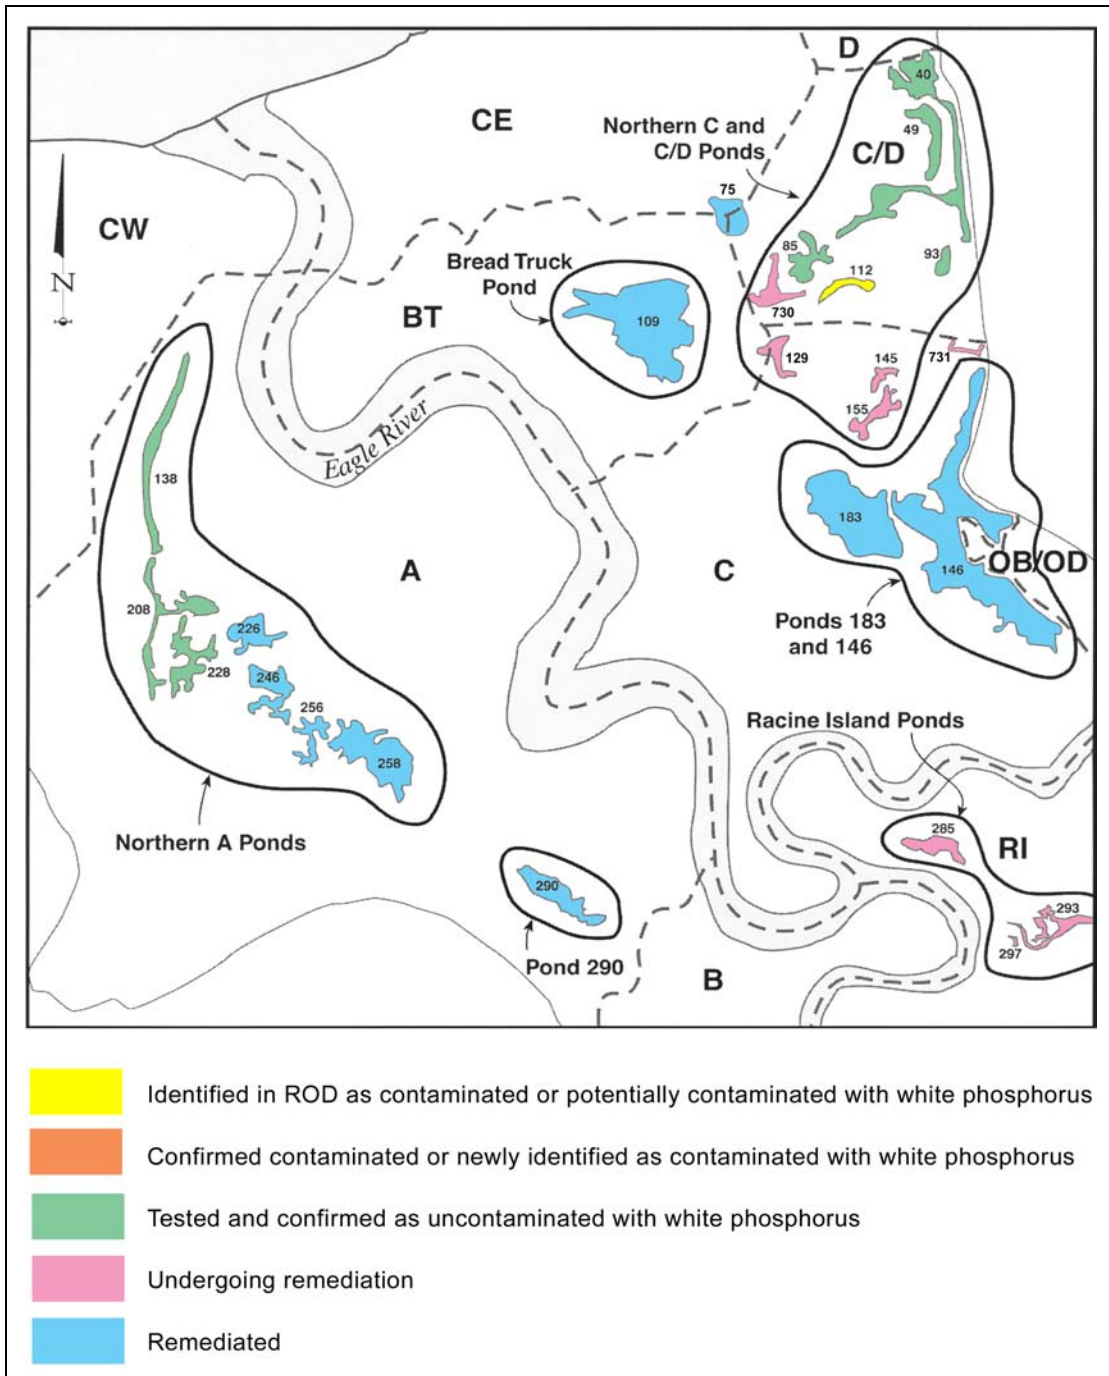 D
40
CE
Northern C and
C/D Ponds
49
C/D
75
CW
85
93
Bread Truck
Pond
112
N
BT
109
730
129
145
731
155
Eagle River
138
183
A
C
OB/OD
146
208
226
Ponds 183
and 146
228
246
256
Racine Island Ponds
258
285
Northern A Ponds
RI
290
293
297
Pond 290
B
Identified in ROD as contaminated or potentially contaminated with white phosphorus
Confirmed contaminated or newly identified as contaminated with white phosphorus
Tested and confirmed as uncontaminated with white phosphorus
Undergoing remediation
Remediated